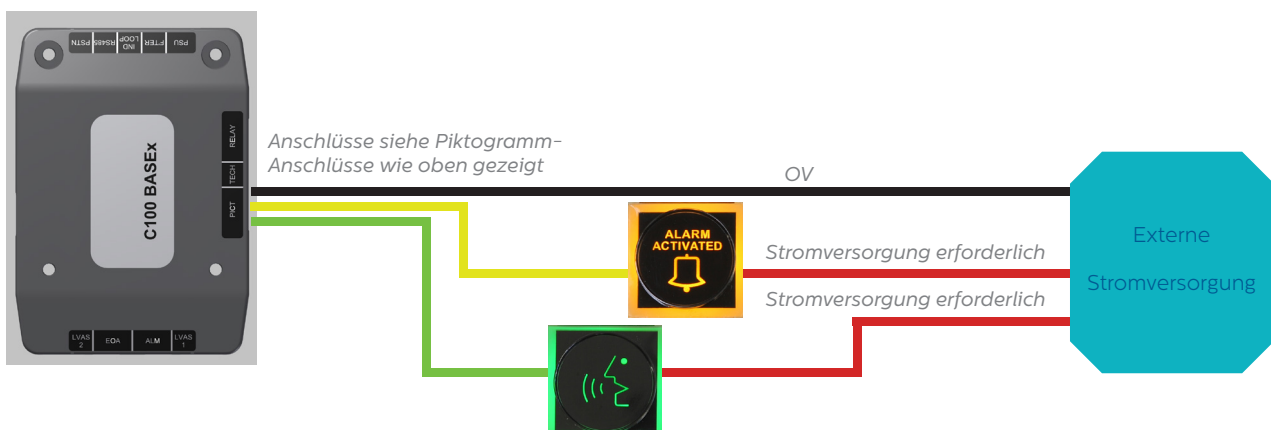 PSTN
RS485
IND
LOOP
FTER
PSU
RELAY
TECH
PICT
C100 BASEx
LVAS
2
EOA
ALM
LVAS
1
Anschlüsse siehe Piktogramm-
Anschlüsse wie oben gezeigt
OV
ALARM
ACTIVATED
Stromversorgung erforderlich
Stromversorgung erforderlich
Externe
Stromversorgung